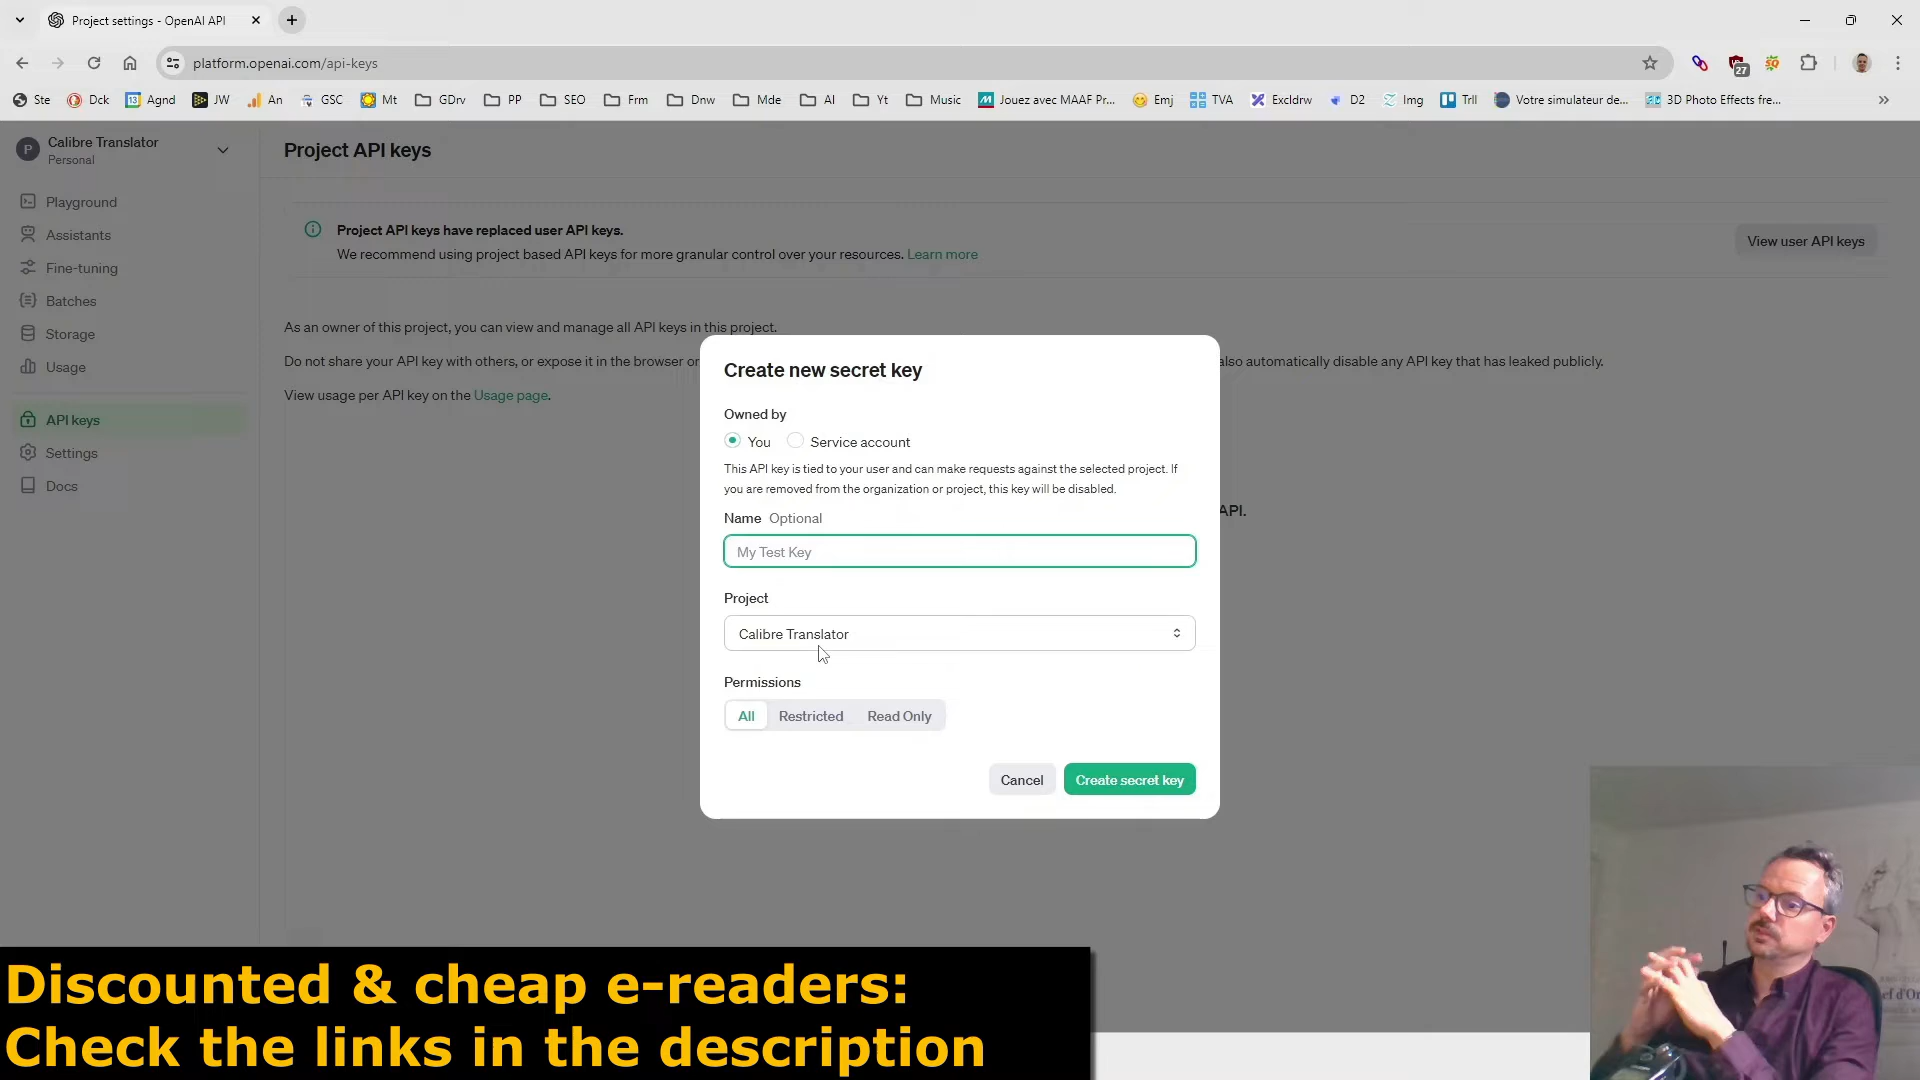 Project settings - OpenAI API
platform.openai.com/api-keys
27
Ste
Dck
13
Agnd
JW
An
GSC
Mt
GDrv
PP
SEO
Frm
Dnw
Mde
AI
Yt
Music
Jouez avec MAAF Pr...
Emj
TVA
Excldrw
D2
Img
Trll
Votre simulateur de...
3D Photo Effects fre...
P
Calibre Translator
Personal
Playground
Assistants
Fine-tuning
Batches
Storage
Usage
API keys
Settings
Docs
Project API keys
Project API keys have replaced user API keys.
We recommend using project based API keys for more granular control over your resources. Learn more
View user API keys
As an owner of this project, you can view and manage all API keys in this project.
Do not share your API key with others, or expose it in the browser or
also automatically disable any API key that has leaked publicly.
View usage per API key on the Usage page.
API.
Create new secret key
Owned by
You
Service account
This API key is tied to your user and can make requests against the selected project. If
you are removed from the organization or project, this key will be disabled.
Name Optional
My Test Key
Project
Calibre Translator
Permissions
All
Restricted
Read Only
Cancel
Create secret key
Discounted & cheap e-readers:
Check the links in the description